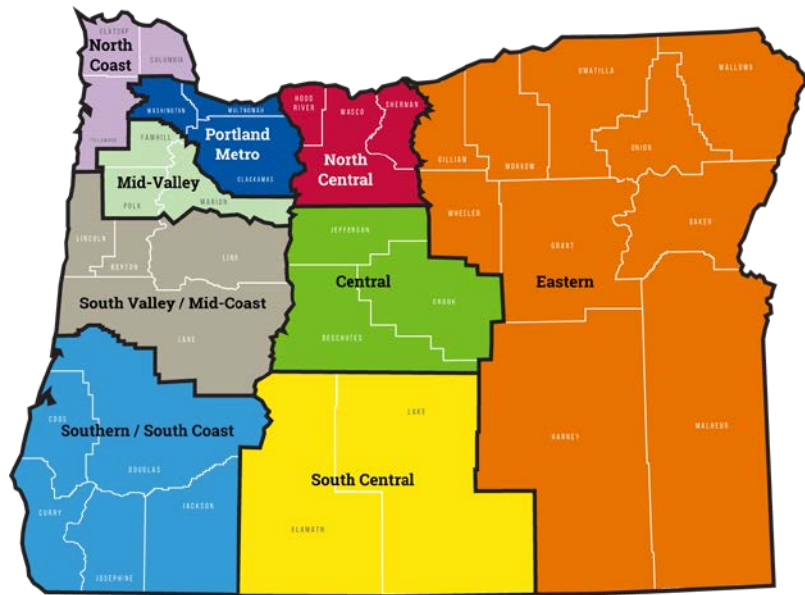 CLATSOP
North
Coast
COLUMBIA
TILLAMOOK
WASHINGTON
MULTNOMAH
Portland
Metro
CLACKAMAS
YAMHILL
Mid-Valley
POLK
MARION
HOOD
RIVER
WASCO
SHERMAN
North
Central
GILLIAM
MORROW
UMATILLA
UNION
WALLOWA
WHEELER
GRANT
BAKER
Eastern
HARNEY
MALHEUR
LINCOLN
BENTON
LINN
South Valley / Mid-Coast
LANE
JEFFERSON
Central
CROOK
DESCHUTES
COOS
Southern / South Coast
DOUGLAS
CURRY
JACKSON
JOSEPHINE
LAKE
South Central
KLAMATH